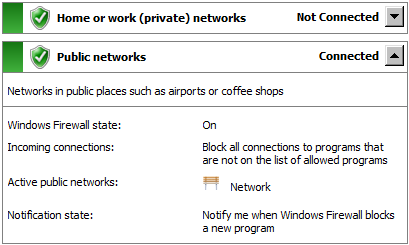 Home or work (private) networks Not Connected
Public networks Connected
Networks in public places such as airports or coffee shops
Windows Firewall state: On
Incoming connections: Block all connections to programs that
are not on the list of allowed programs
Active public networks: Network
Notification state: Notify me when Windows Firewall blocks
a new program